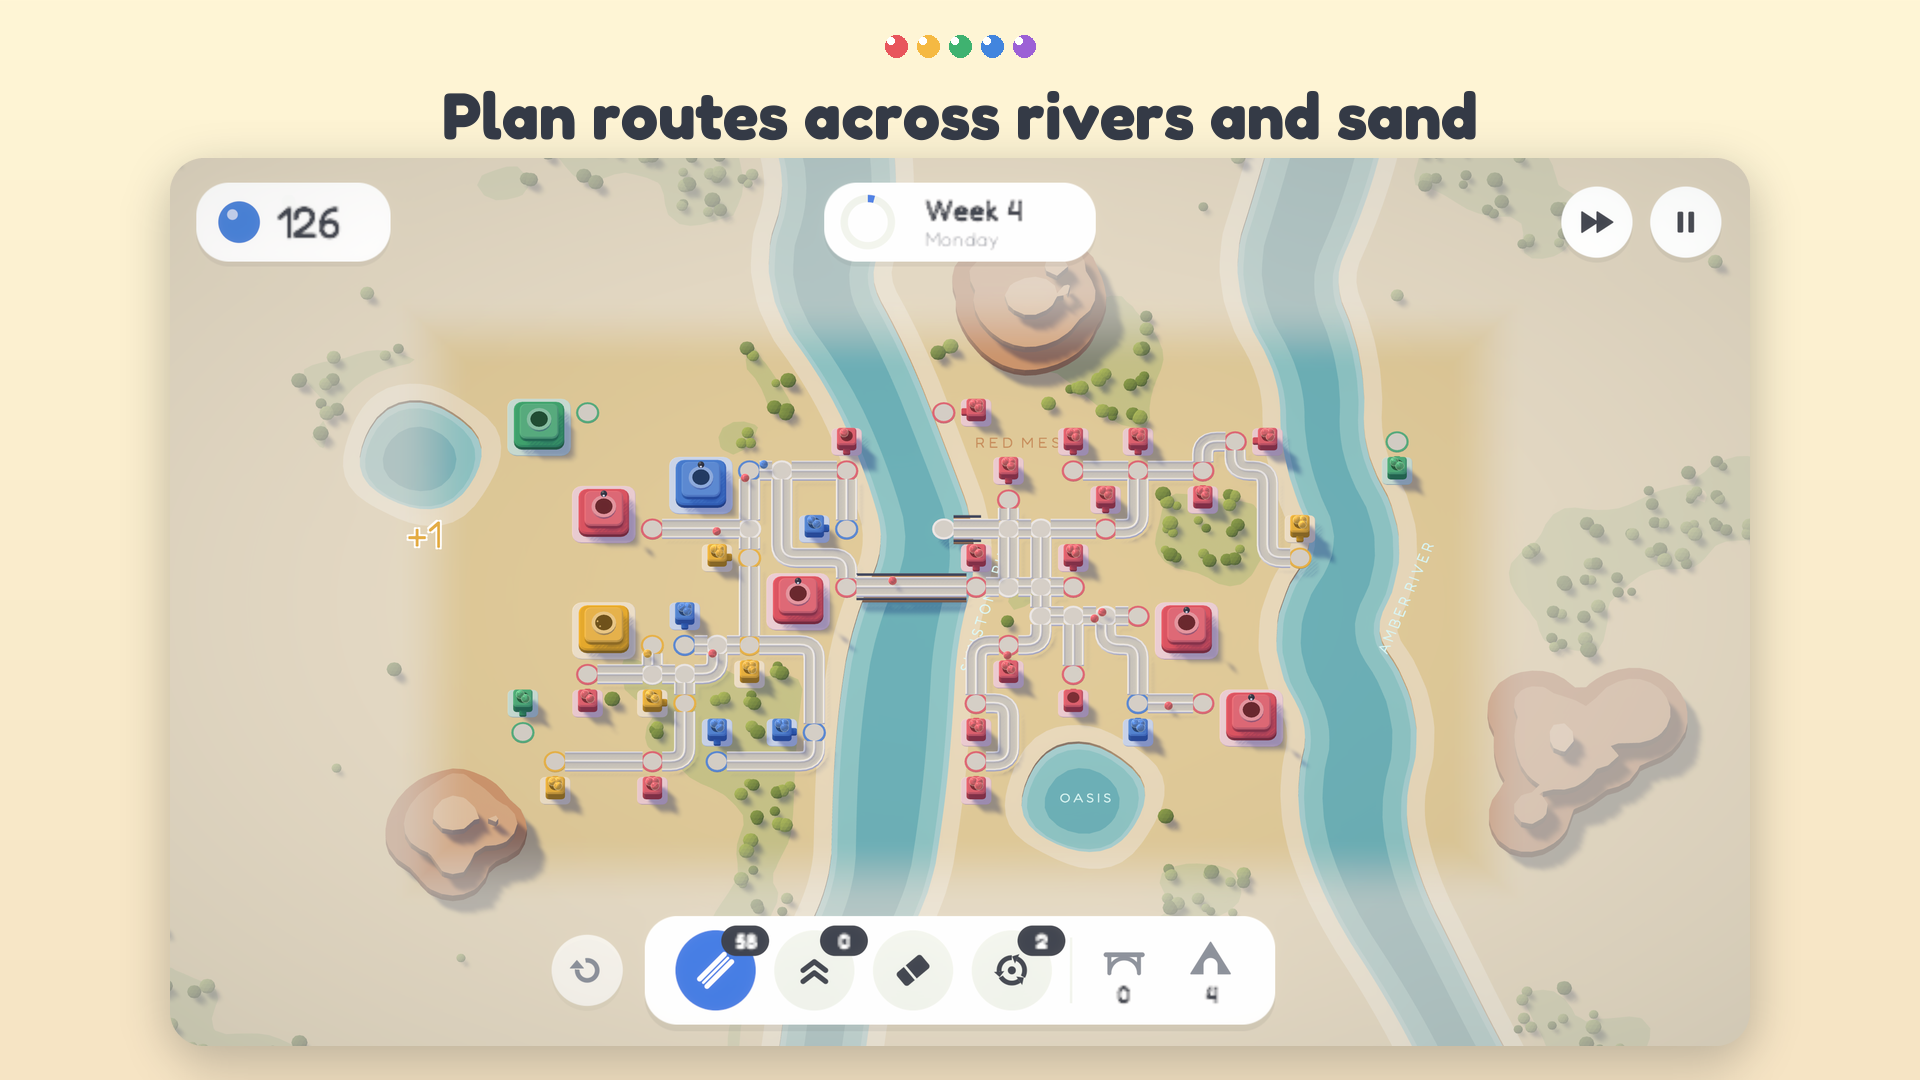 Plan routes across rivers and sand
126
Week 4
Monday
RED MES
+1
AMBER RIVER
OASIS
58
0
2
0
4